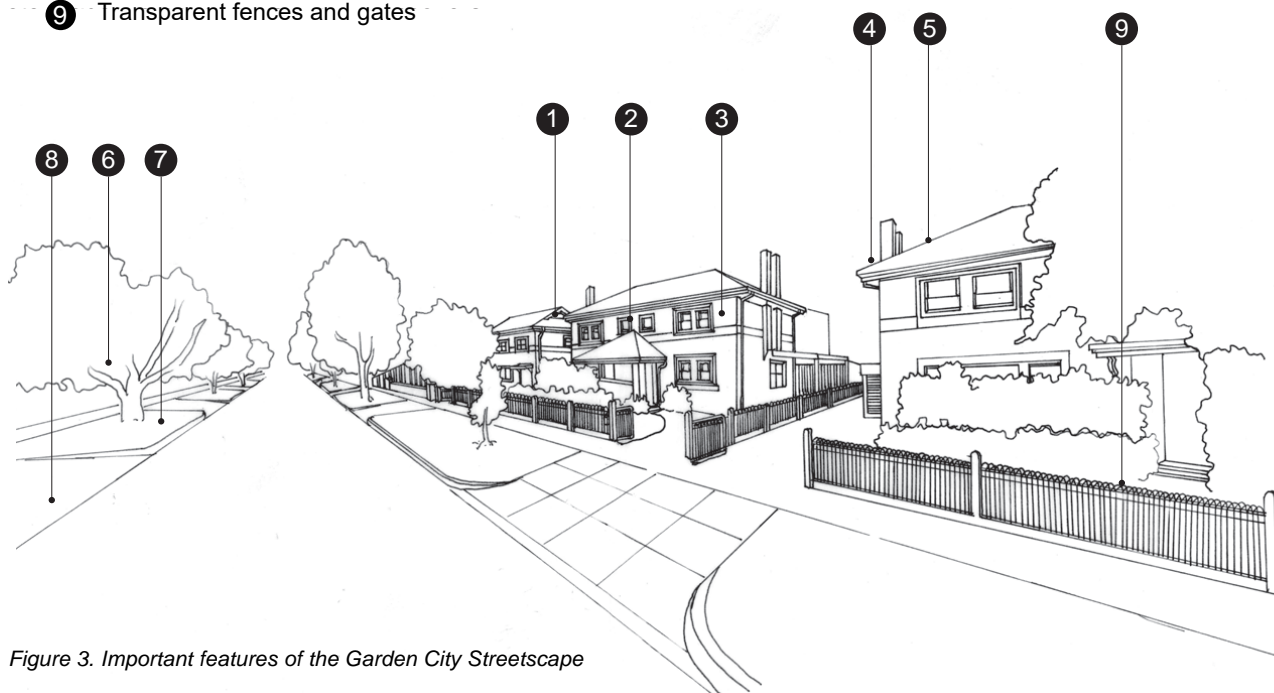 9 Transparent fences and gates
4 5 9
1 2 3
8 6 7
Figure 3. Important features of the Garden City Streetscape